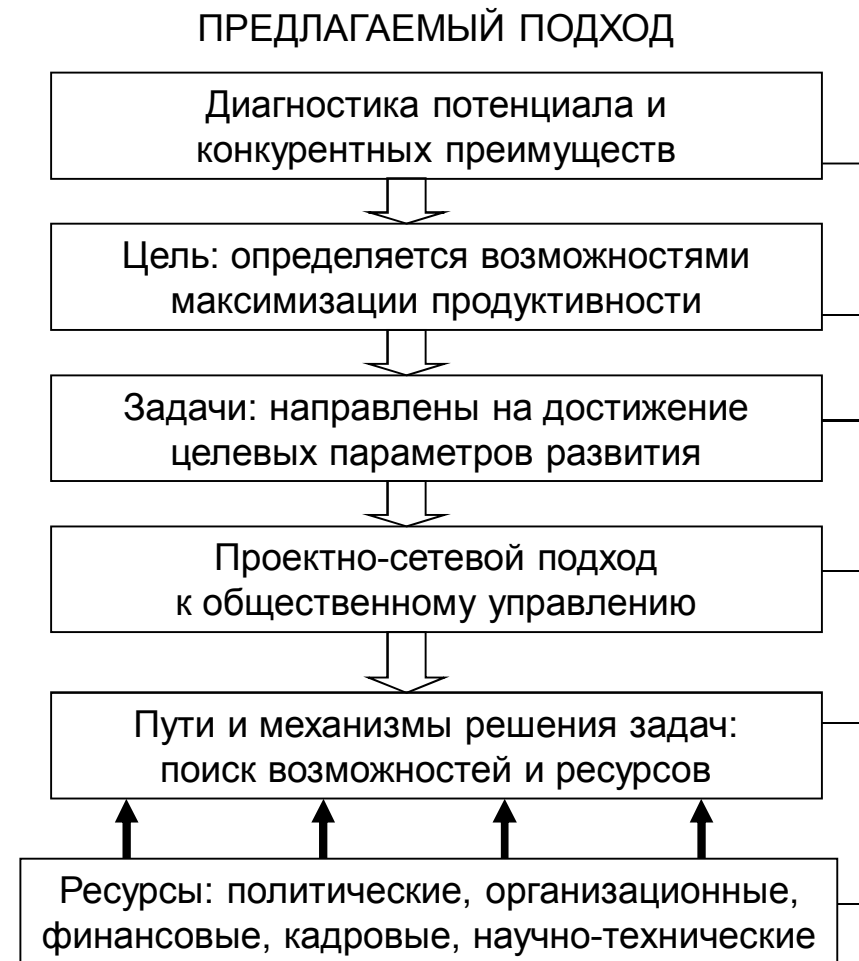 ПРЕДЛАГАЕМЫЙ ПОДХОД
Диагностика потенциала и
конкурентных преимуществ
Цель: определяется возможностями
максимизации продуктивности
Задачи: направлены на достижение
целевых параметров развития
Проектно-сетевой подход
к общественному управлению
Пути и механизмы решения задач:
поиск возможностей и ресурсов
Ресурсы: политические, организационные,
финансовые, кадровые, научно-технические